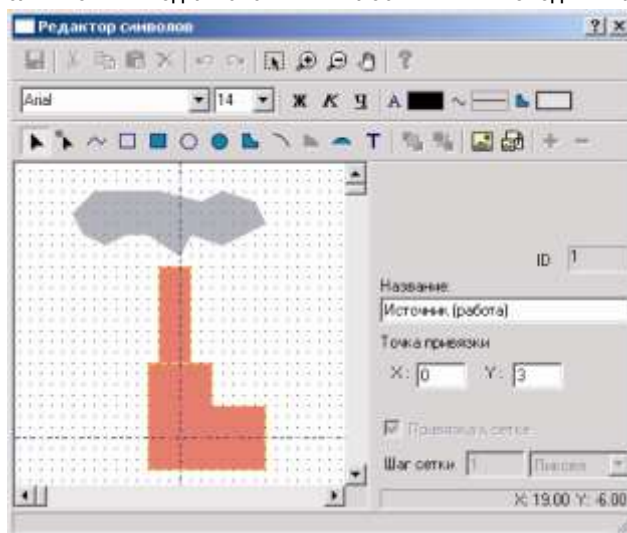 Редактор символов
Arial 14 Ж К Ч А
T
ID: 1
Название:
Источник (работа)
Точка привязки
X: 0 Y: 3
Привязка к сетке
Шаг сетки 1 Пиксел
X: 19.00 Y: -6.00